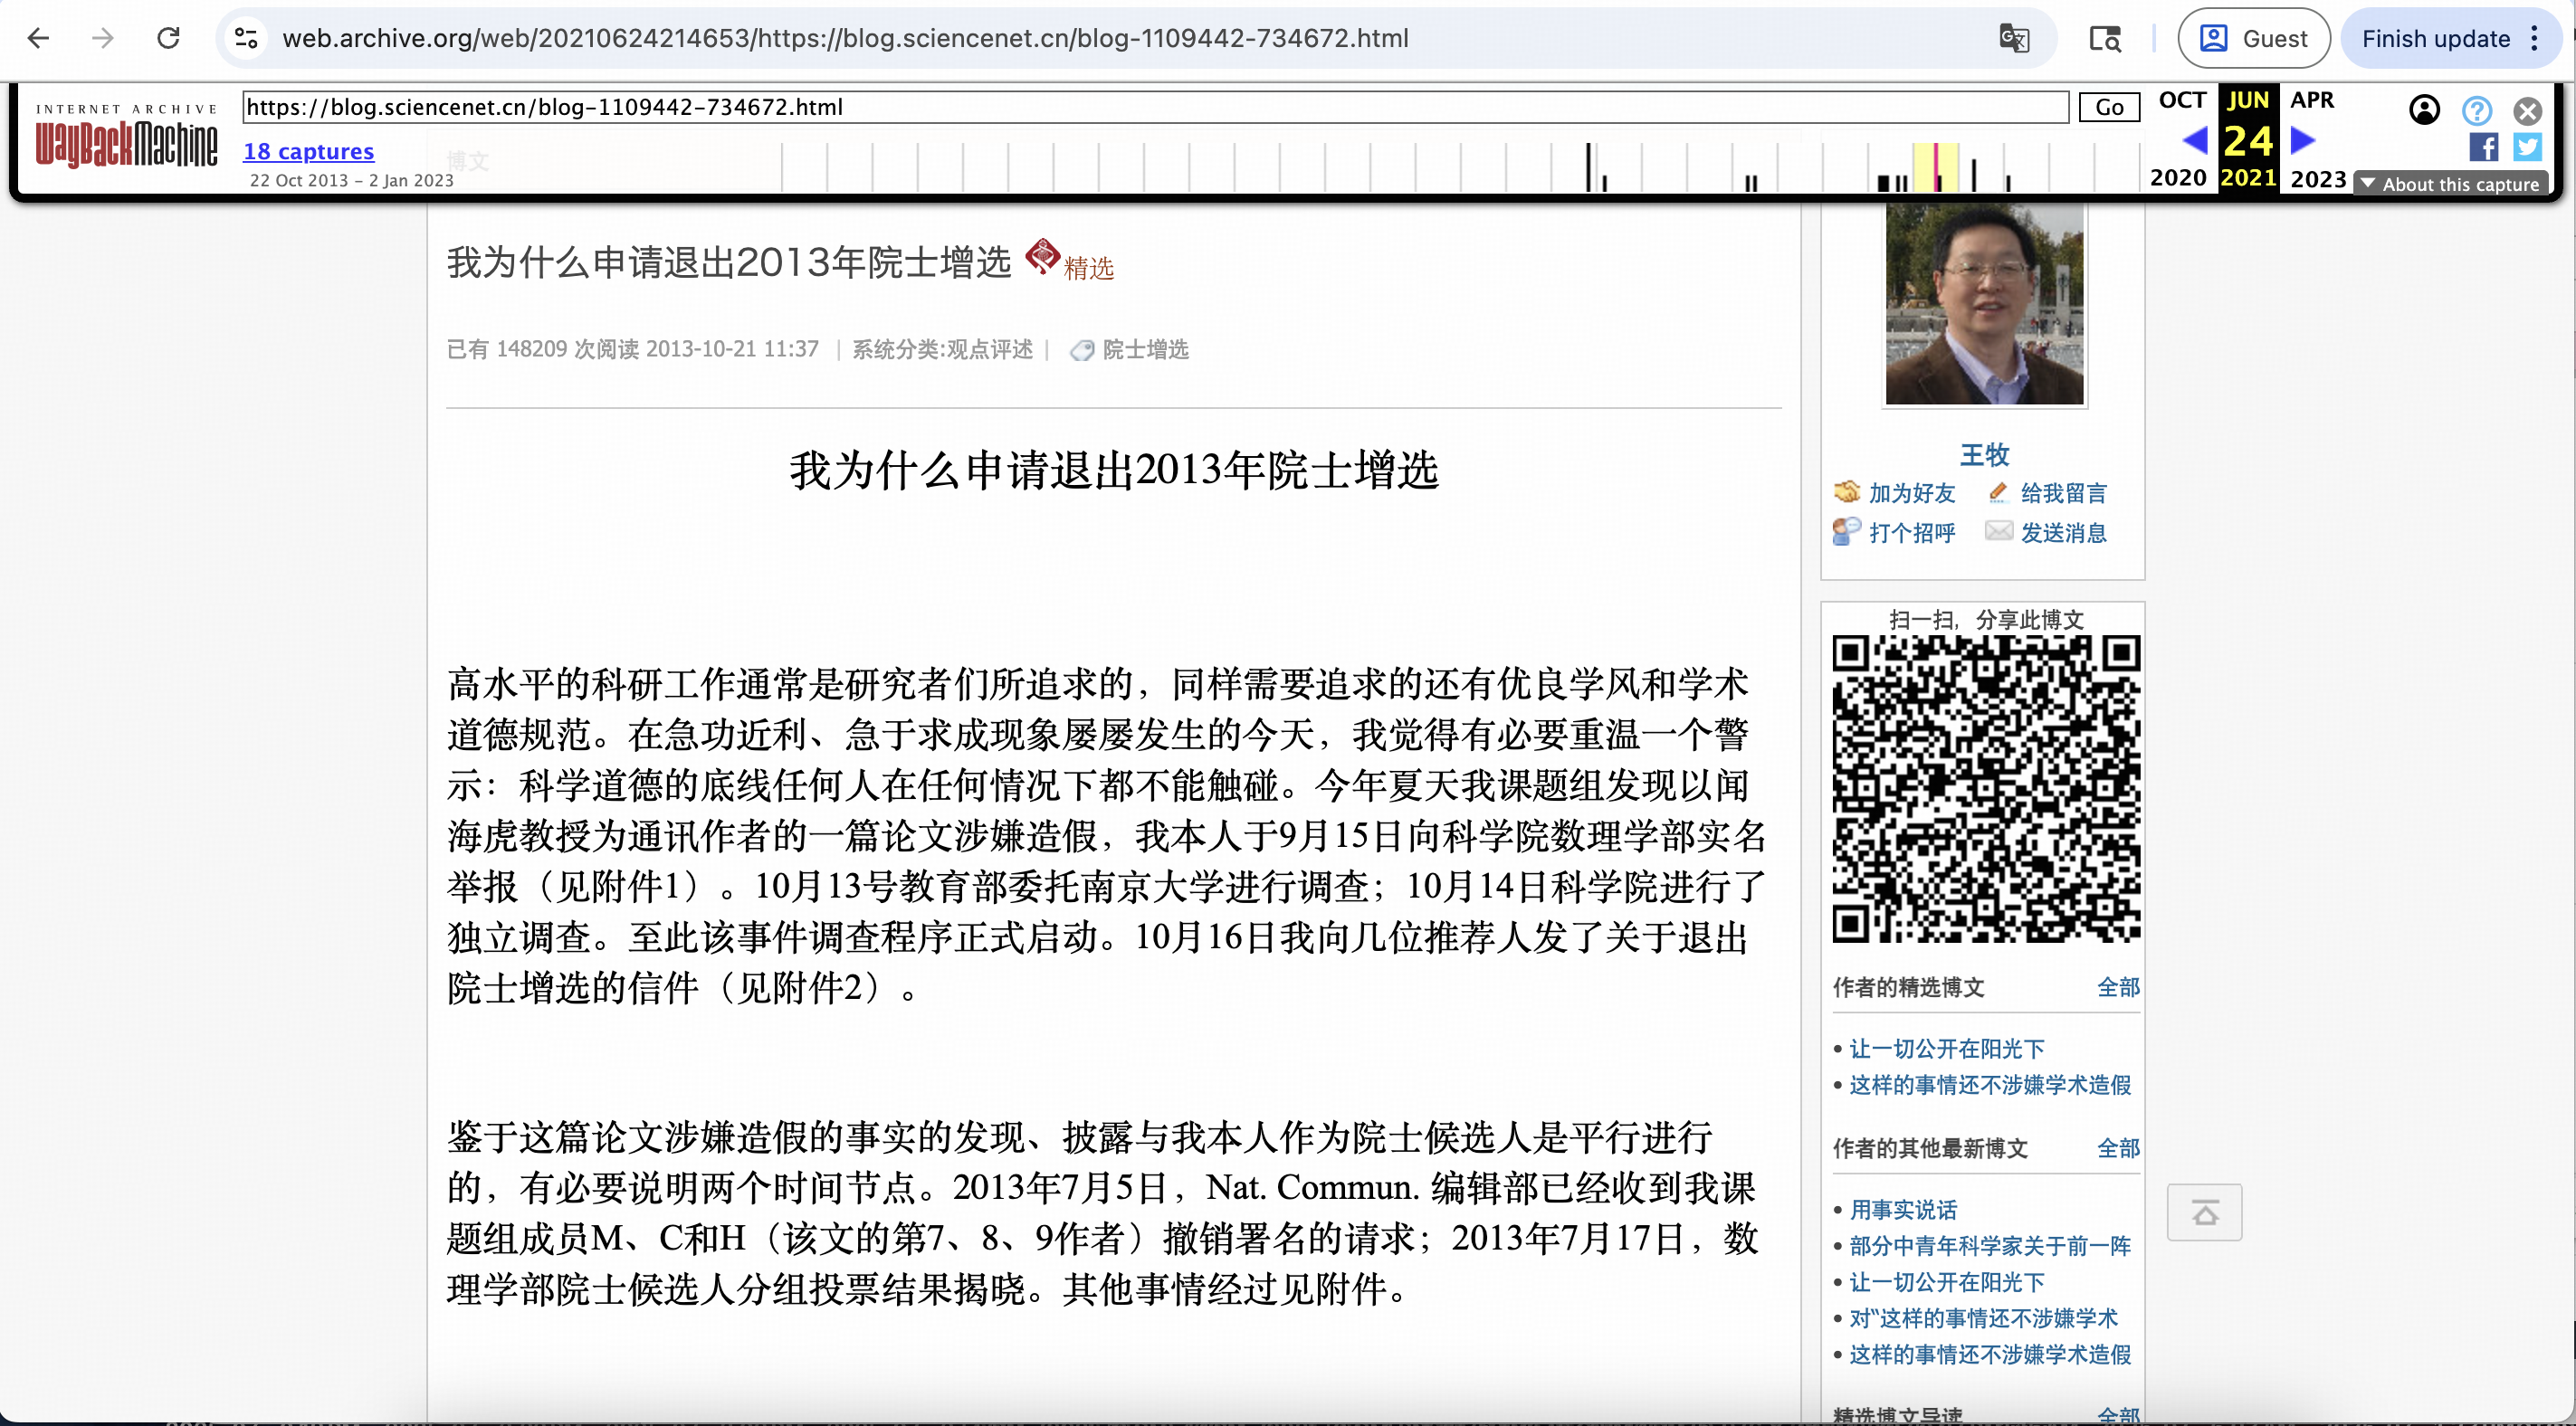 web.archive.org/web/20210624214653/https://blog.sciencenet.cn/blog-1109442-734672.html
Guest
Finish update
INTERNET ARCHIVE
WayBackMachine
https://blog.sciencenet.cn/blog-1109442-734672.html
Go
OCT
JUN
APR
18 captures
22 Oct 2013 – 2 Jan 2023
24
2020
2021
2023
About this capture
博文
我为什么申请退出2013年院士增选
精选
已有 148209 次阅读 2013-10-21 11:37 | 系统分类:观点评述 | 院士增选
我为什么申请退出2013年院士增选
高水平的科研工作通常是研究者们所追求的，同样需要追求的还有优良学风和学术
道德规范。在急功近利、急于求成现象屡屡发生的今天，我觉得有必要重温一个警
示：科学道德的底线任何人在任何情况下都不能触碰。今年夏天我课题组发现以闻
海虎教授为通讯作者的一篇论文涉嫌造假，我本人于9月15日向科学院数理学部实名
举报（见附件1）。10月13号教育部委托南京大学进行调查；10月14日科学院进行了
独立调查。至此该事件调查程序正式启动。10月16日我向几位推荐人发了关于退出
院士增选的信件（见附件2）。
鉴于这篇论文涉嫌造假的事实的发现、披露与我本人作为院士候选人是平行进行
的，有必要说明两个时间节点。2013年7月5日，Nat. Commun. 编辑部已经收到我课
题组成员M、C和H（该文的第7、8、9作者）撤销署名的请求；2013年7月17日，数
理学部院士候选人分组投票结果揭晓。其他事情经过见附件。
王牧
加为好友 给我留言
打个招呼 发送消息
扫一扫，分享此博文
作者的精选博文 全部
• 让一切公开在阳光下
• 这样的事情还不涉嫌学术造假
作者的其他最新博文 全部
• 用事实说话
• 部分中青年科学家关于前一阵
• 让一切公开在阳光下
• 对“这样的事情还不涉嫌学术
• 这样的事情还不涉嫌学术造假
精选博文导读 全部